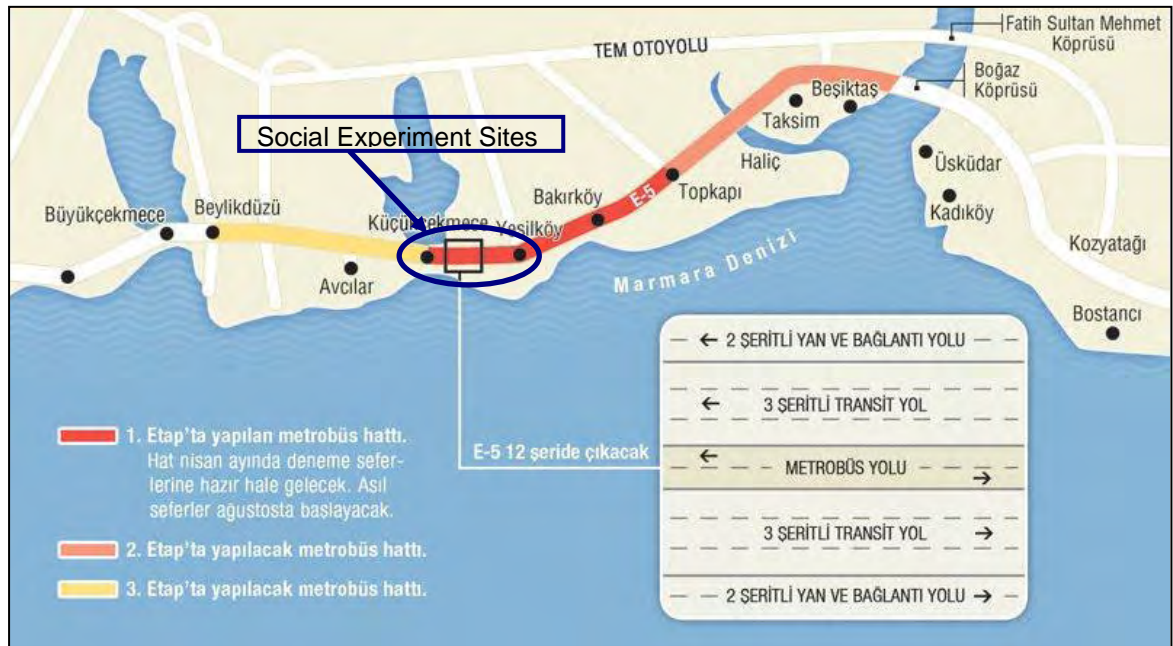 Fatih Sultan Mehmet
Köprüsü
TEM OTOYOLU
Boğaz
Köprüsü
Beşiktaş
Taksim
Social Experiment Sites
Haliç
Üsküdar
Topkapı
E-5
Bakırköy
Kadıköy
Beylikdüzü
Büyükçekmece
Küçükçekmece
Yeşilköy
Kozyatağı
Avcılar
Marmara Denizi
Bostancı
← 2 ŞERİTLİ YAN VE BAĞLANTI YOLU
← 3 ŞERİTLİ TRANSİT YOL
← METROBÜS YOLU →
3 ŞERİTLİ TRANSİT YOL →
2 ŞERİTLİ YAN VE BAĞLANTI YOLU →
E-5 12 şeride çıkacak
1. Etap'ta yapılan metrobüs hattı.
Hat nisan ayında deneme sefer-
lerine hazır hale gelecek. Asıl
seferler ağustosta başlayacak.
2. Etap'ta yapılacak metrobüs hattı.
3. Etap'ta yapılacak metrobüs hattı.